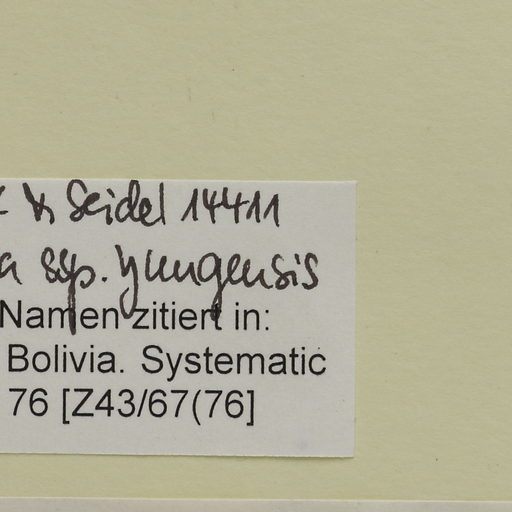 & Seidel 14411
a ssp. yungensis
Namen zitiert in:
Bolivia. Systematic
76 [Z43/67(76]